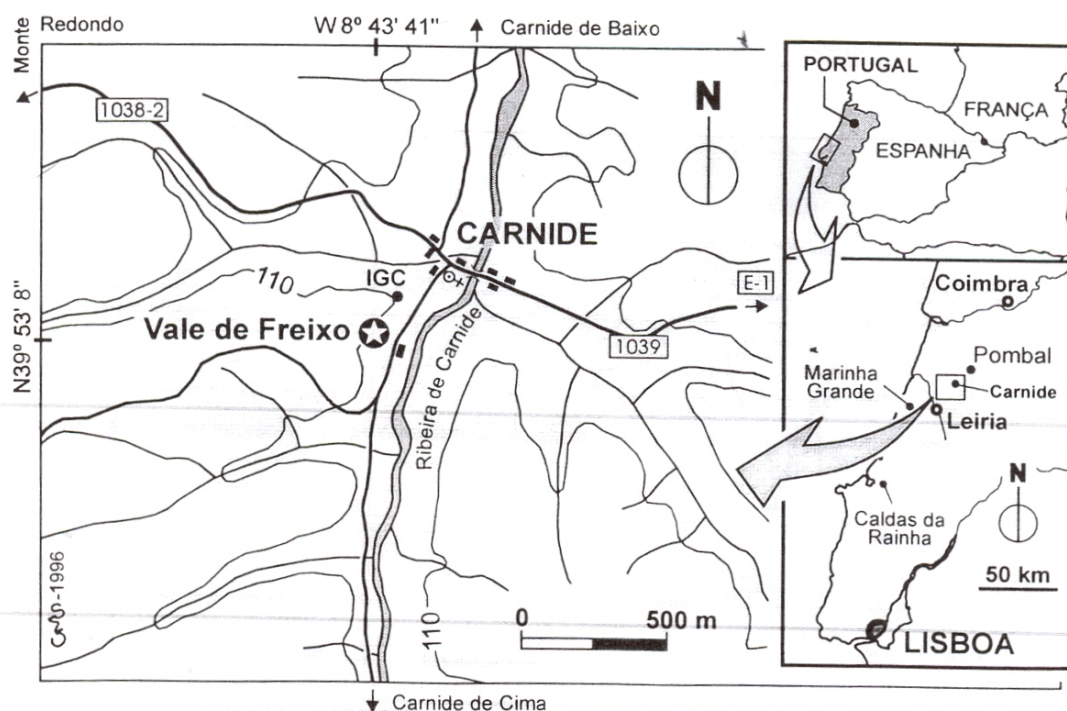 Monte Redondo
W 8º 43' 41"
Carnide de Baixo
1038-2
N
CARNIDE
110
IGC
E-1
Vale de Freixo
1039
N39º 53' 8"
Ribeira de Carnide
-1996
110
0 500 m
Carnide de Cima
PORTUGAL
FRANÇA
ESPANHA
Coimbra
Pombal
Marinha
Grande
Carnide
Leiria
N
Caldas da
Rainha
50 km
LISBOA